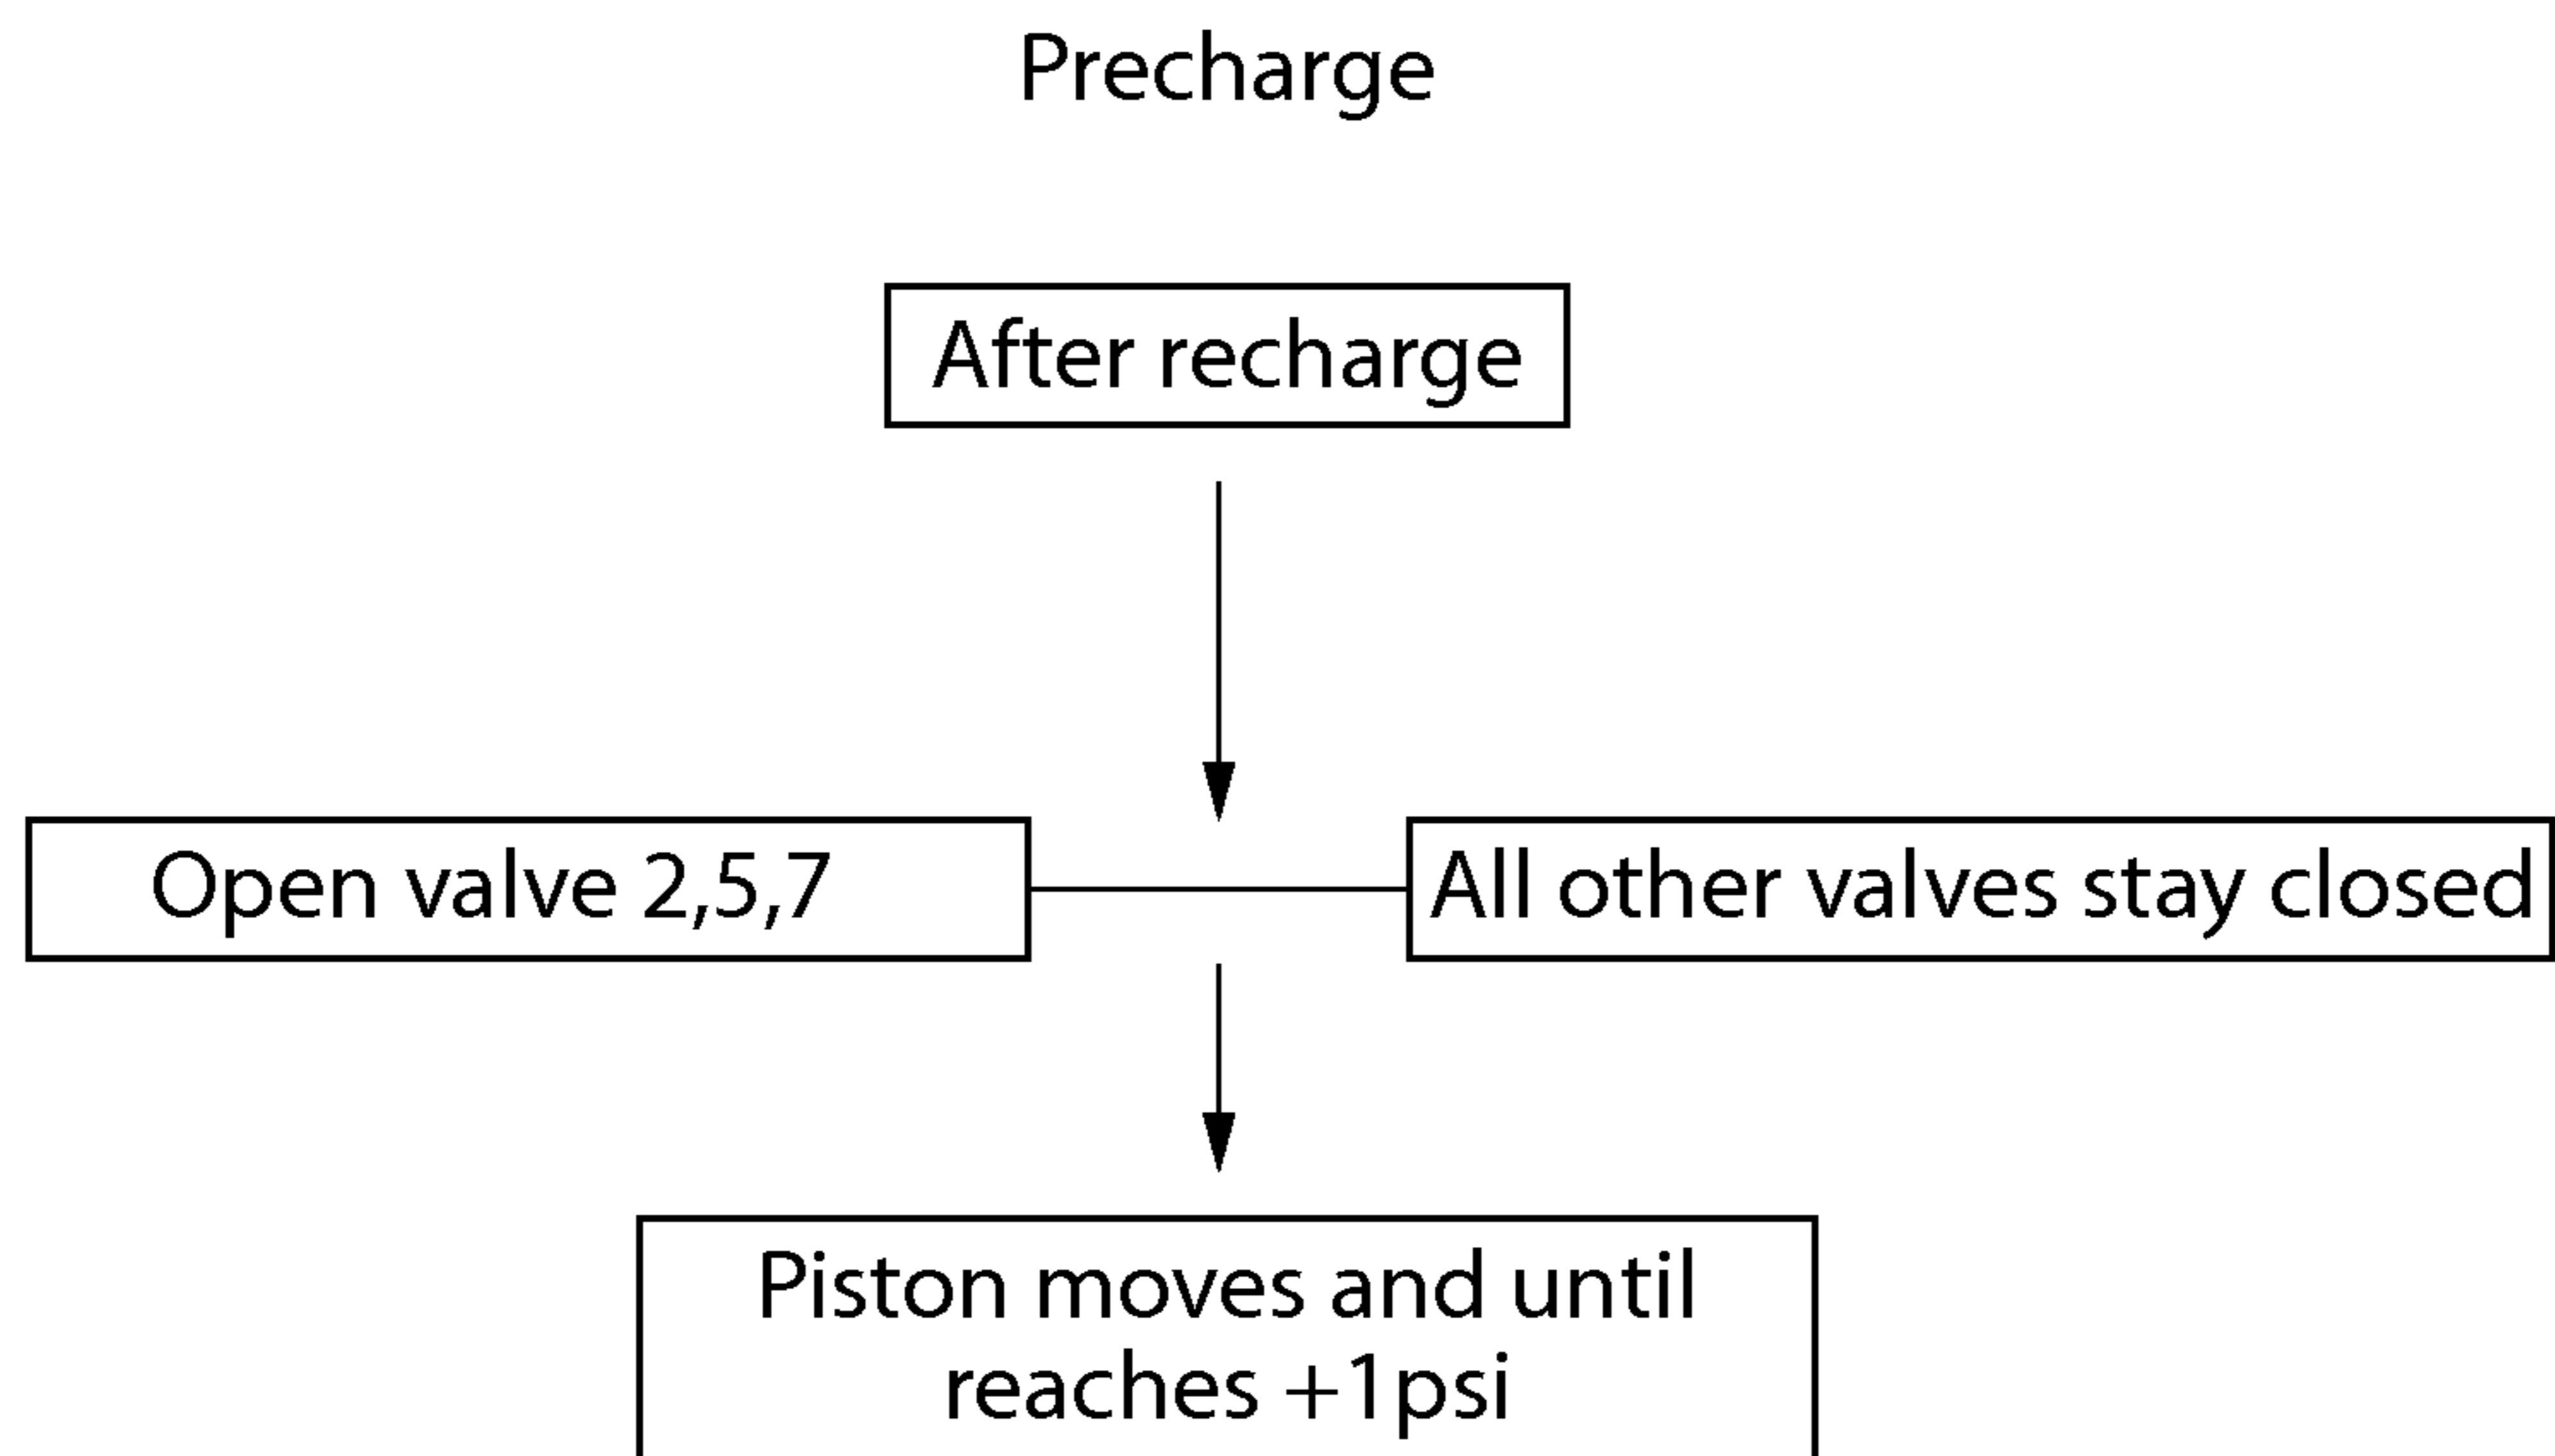 Precharge
After recharge
Open valve 2,5,7
All other valves stay closed
Piston moves and until
reaches +1psi